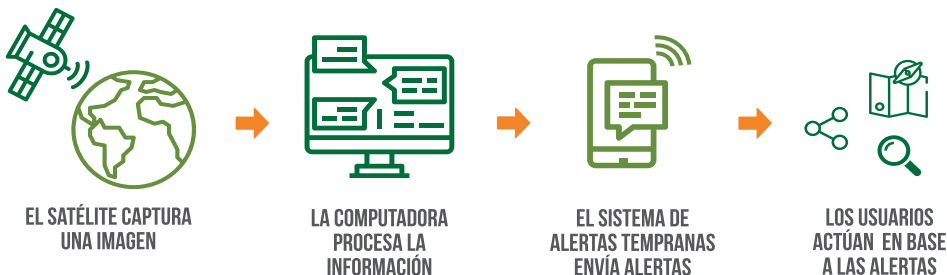 EL SATÉLITE CAPTURA
UNA IMAGEN
LA COMPUTADORA
PROCESA LA
INFORMACIÓN
EL SISTEMA DE
ALERTAS TEMPRANAS
ENVÍA ALERTAS
LOS USUARIOS
ACTÚAN EN BASE
A LAS ALERTAS